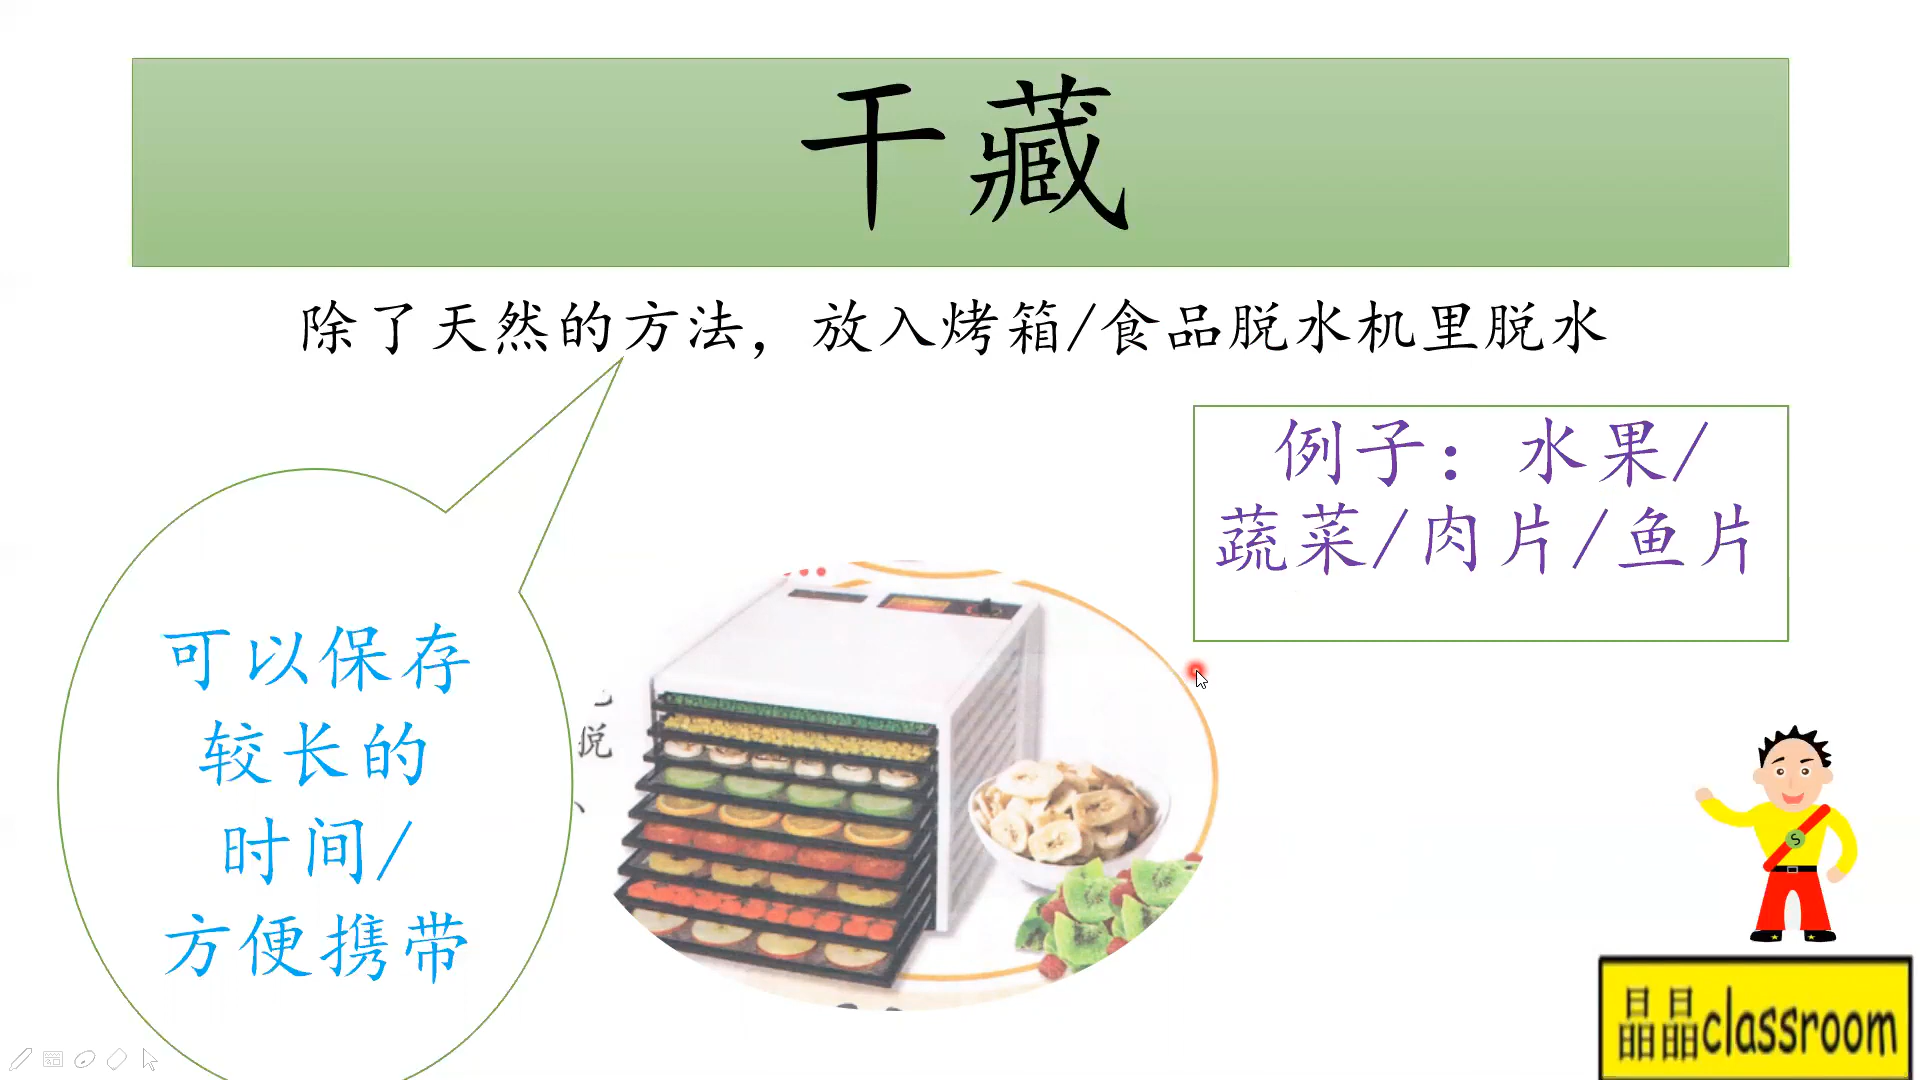 干藏
除了天然的方法，放入烤箱/食品脱水机里脱水
例子：水果/
蔬菜/肉片/鱼片
可以保存
较长的
时间/
方便携带
脱
S
晶晶classroom